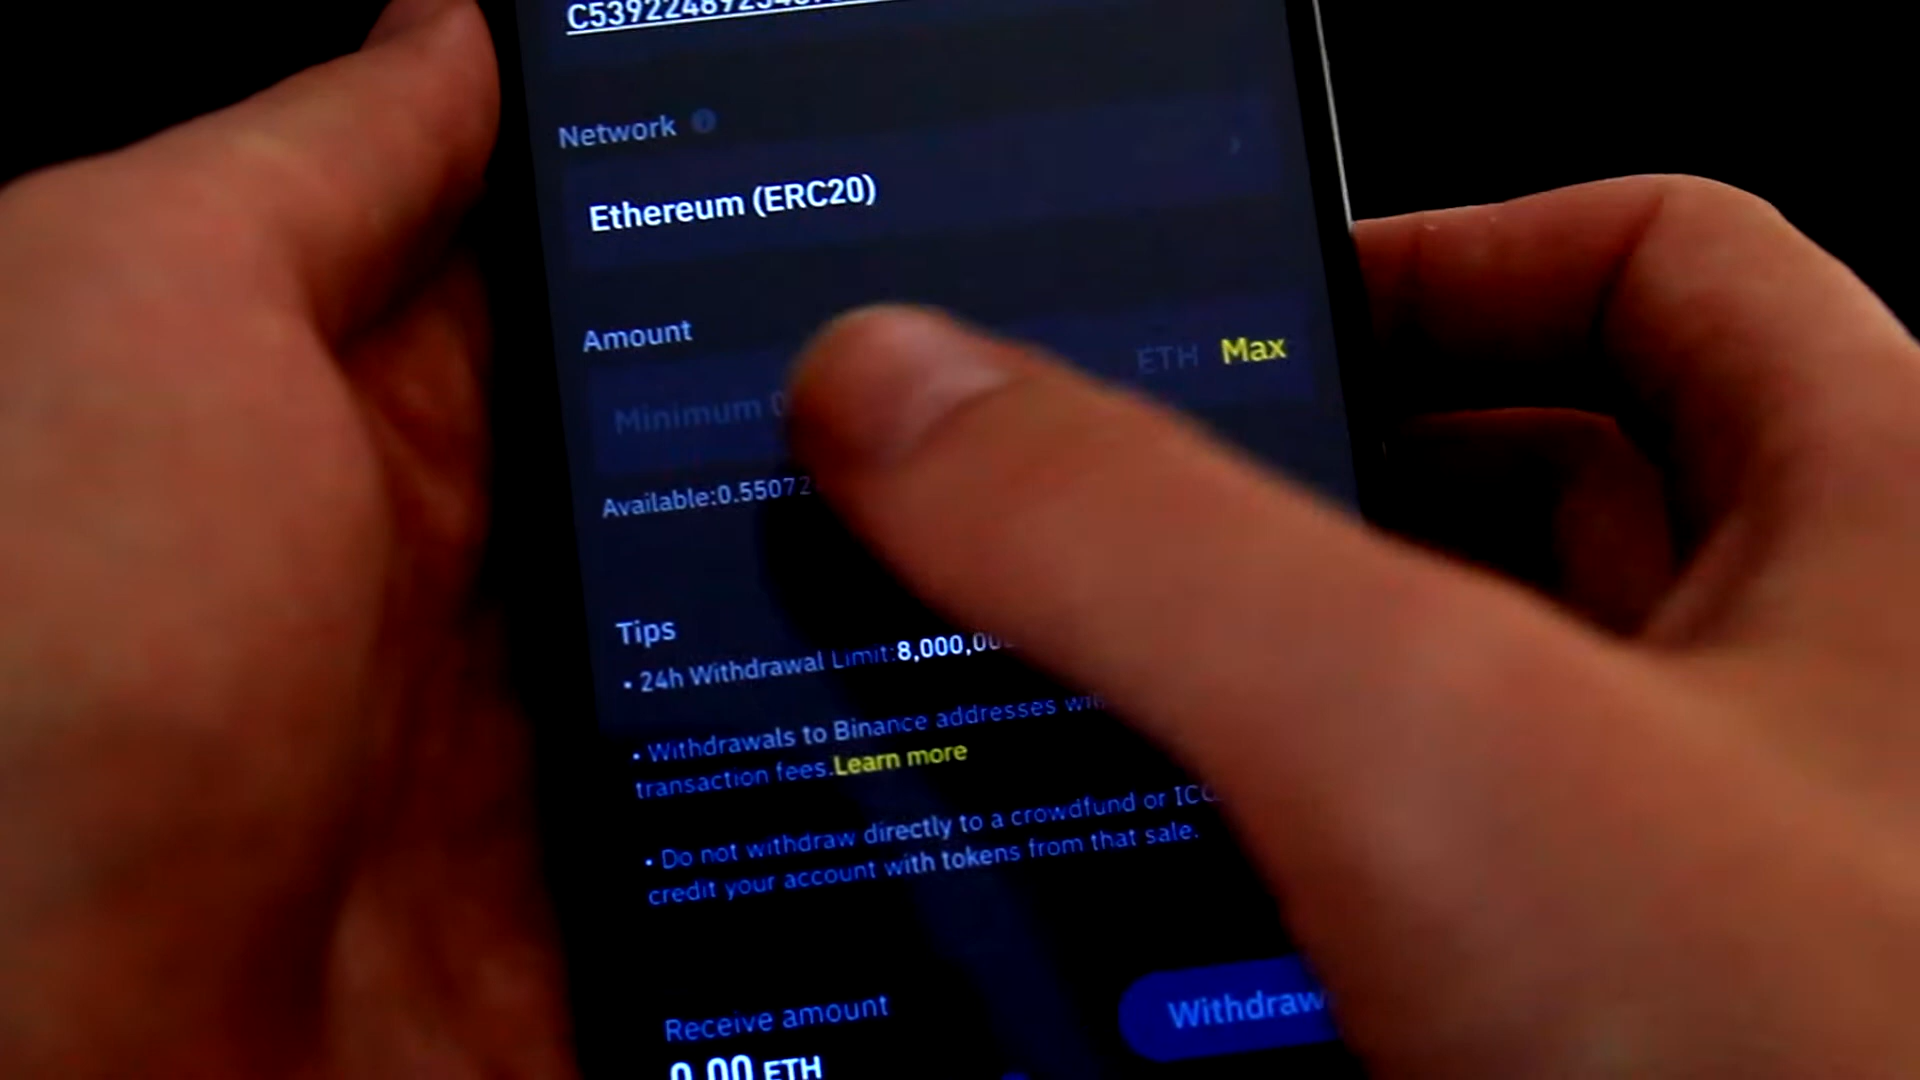 Network
Ethereum (ERC20)
Amount
ETH Max
Minimum
Available:0.55072
Tips
• 24h Withdrawal Limit:8,000,00
• Withdrawals to Binance addresses
transaction fees.Learn more
• Do not withdraw directly to a crowdfund or
credit your account with tokens from that sale.
Receive amount
0.00 ETH
Withdraw